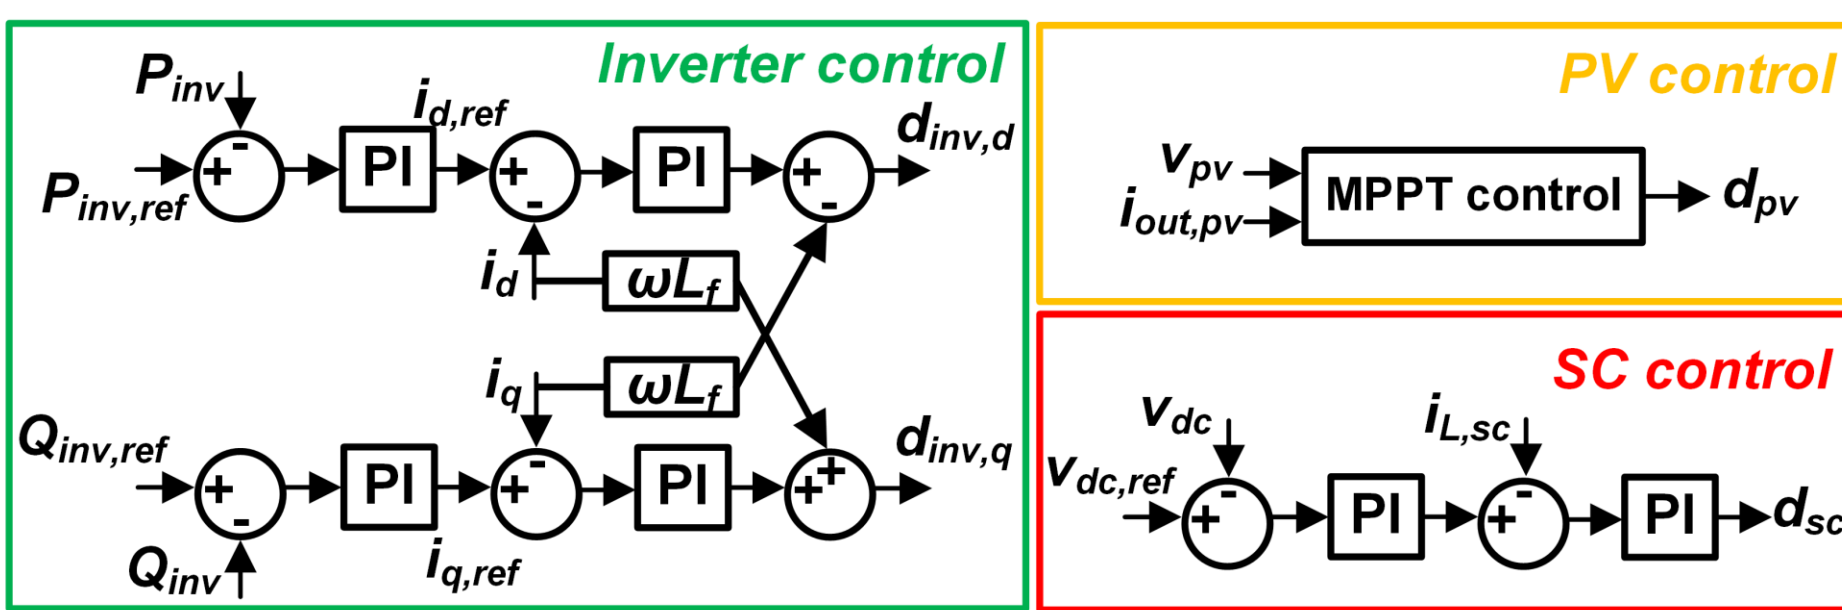 Inverter control
P_inv
P_inv,ref
+
-
PI
i_d,ref
+
-
PI
+
-
d_inv,d
i_d
ωL_f
i_q
ωL_f
Q_inv,ref
+
-
Q_inv
PI
i_q,ref
+
-
PI
+
+
d_inv,q
PV control
v_pv
i_out,pv
MPPT control
d_pv
SC control
v_dc
v_dc,ref
+
-
PI
i_L,sc
+
-
PI
d_sc